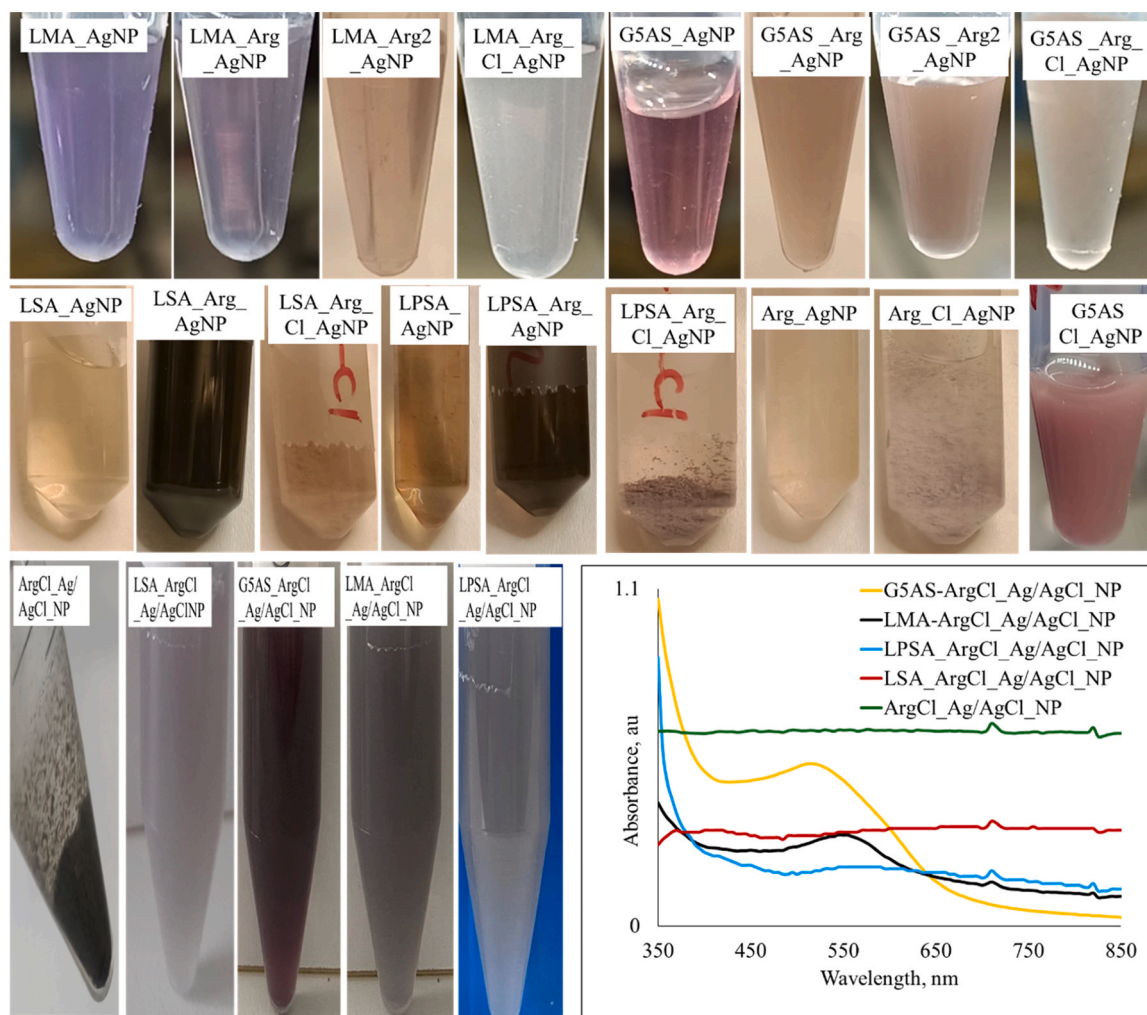 LMA_AgNP
LMA_Arg
_AgNP
LMA_Arg2
_AgNP
LMA_Arg_
Cl_AgNP
G5AS_AgNP
G5AS _Arg
_AgNP
G5AS _Arg2
_AgNP
G5AS _Arg_
Cl_AgNP
LSA_AgNP
LSA_Arg_
AgNP
LSA_Arg_
Cl_AgNP
LPSA_
AgNP
LPSA_Arg_
AgNP
LPSA_Arg_
Cl_AgNP
Arg_AgNP
Arg_Cl_AgNP
G5AS
Cl_AgNP
Cl
Cl
ArgCl_Ag/
AgCl_NP
LSA_ArgCl
_Ag/AgClNP
G5AS_ArgCl
_Ag/AgCl_NP
LMA_ArgCl
_Ag/AgCl_NP
LPSA_ArgCl
_Ag/AgCl_NP
1.1
G5AS-ArgCl_Ag/AgCl_NP
LMA-ArgCl_Ag/AgCl_NP
LPSA_ArgCl_Ag/AgCl_NP
LSA_ArgCl_Ag/AgCl_NP
ArgCl_Ag/AgCl_NP
Absorbance, au
0
350
450
550
650
750
850
Wavelength, nm